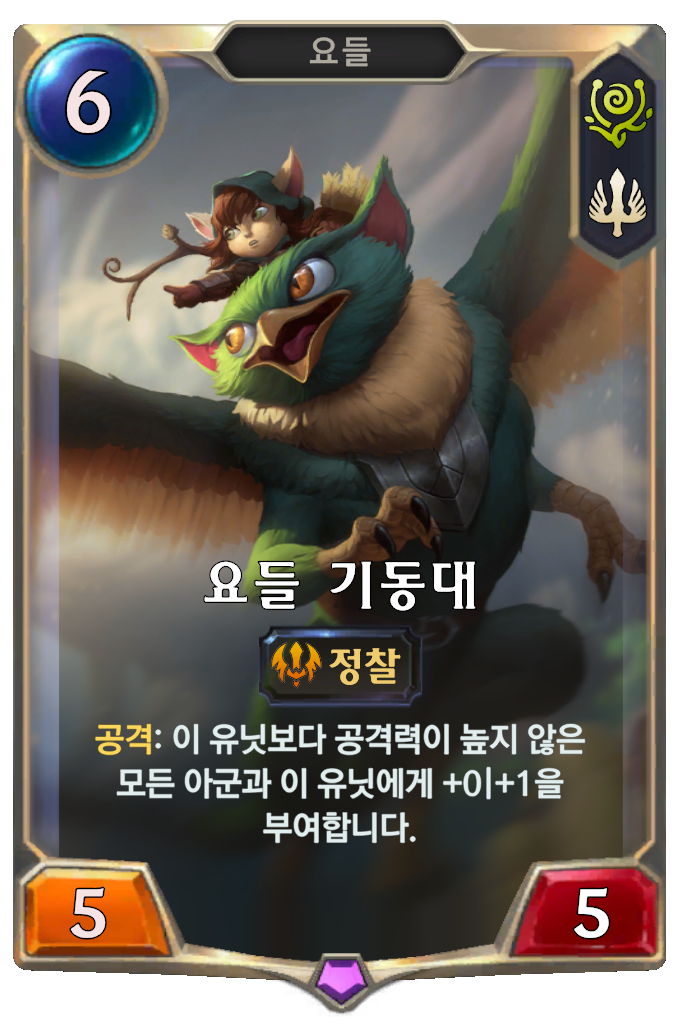 요들
6
요들 기동대
정찰
공격: 이 유닛보다 공격력이 높지 않은
모든 아군과 이 유닛에게 +0|+1을
부여합니다.
5
5